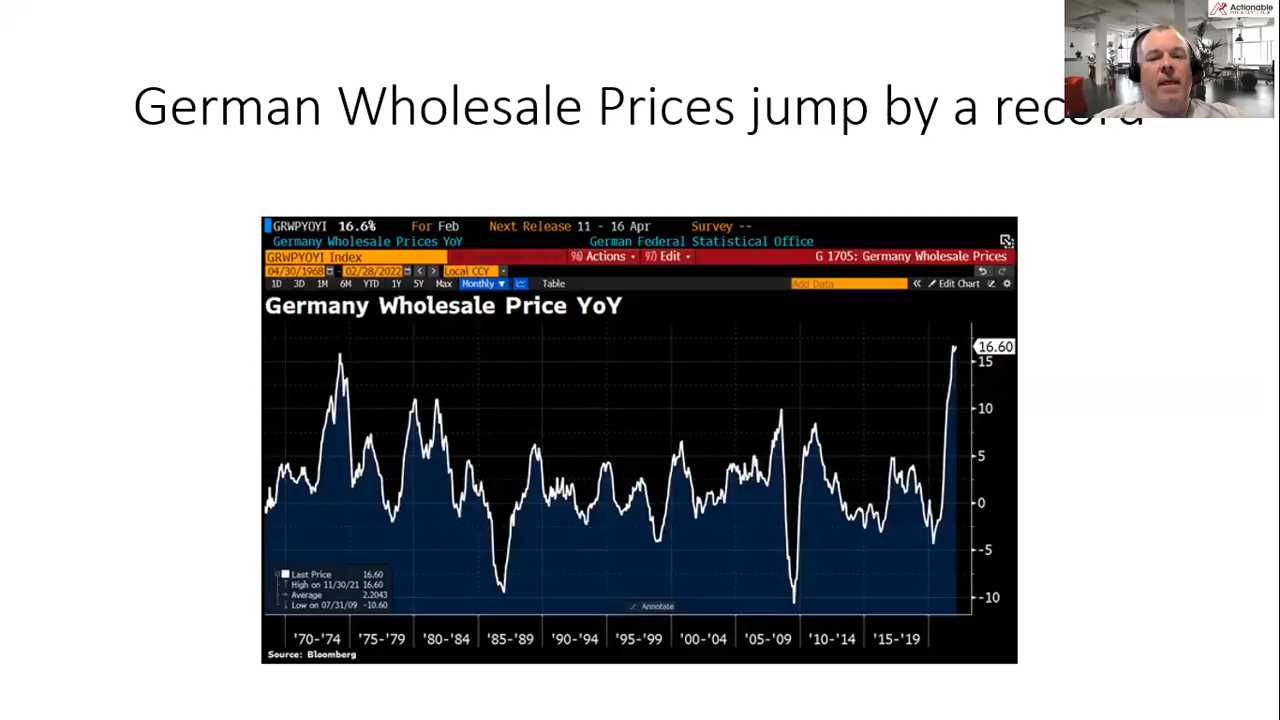 Actionable
German Wholesale Prices jump by a record
GRWPYOYI 16.6% For Feb Next Release 11 - 16 Apr Survey --
Germany Wholesale Prices YoY German Federal Statistical Office
GRWPYOYI Index 96) Actions 97) Edit G 1705: Germany Wholesale Prices
04/30/1968 - 02/28/2022 Local CCY
1D 3D 1M 6M YTD 1Y 5Y Max Monthly Table Add Data Edit Chart
Germany Wholesale Price YoY
16.60
15
10
5
0
-5
-10
Last Price 16.60
High on 11/30/21 16.60
Average 2.2043
Low on 07/31/09 -10.60
Annotate
'70-'74 '75-'79 '80-'84 '85-'89 '90-'94 '95-'99 '00-'04 '05-'09 '10-'14 '15-'19
Source: Bloomberg